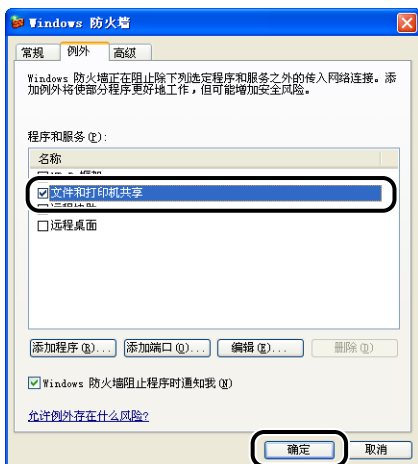 Windows 防火墙
常规 例外 高级
Windows 防火墙正在阻止除下列选定程序和服务之外的传入网络连接。添
加例外将使部分程序更好地工作，但可能增加安全风险。
程序和服务(P):
名称
文件和打印机共享
远程协助
远程桌面
添加程序(R)... 添加端口(O)... 编辑(E)... 删除(D)
Windows 防火墙阻止程序时通知我(N)
允许例外存在什么风险?
确定 取消